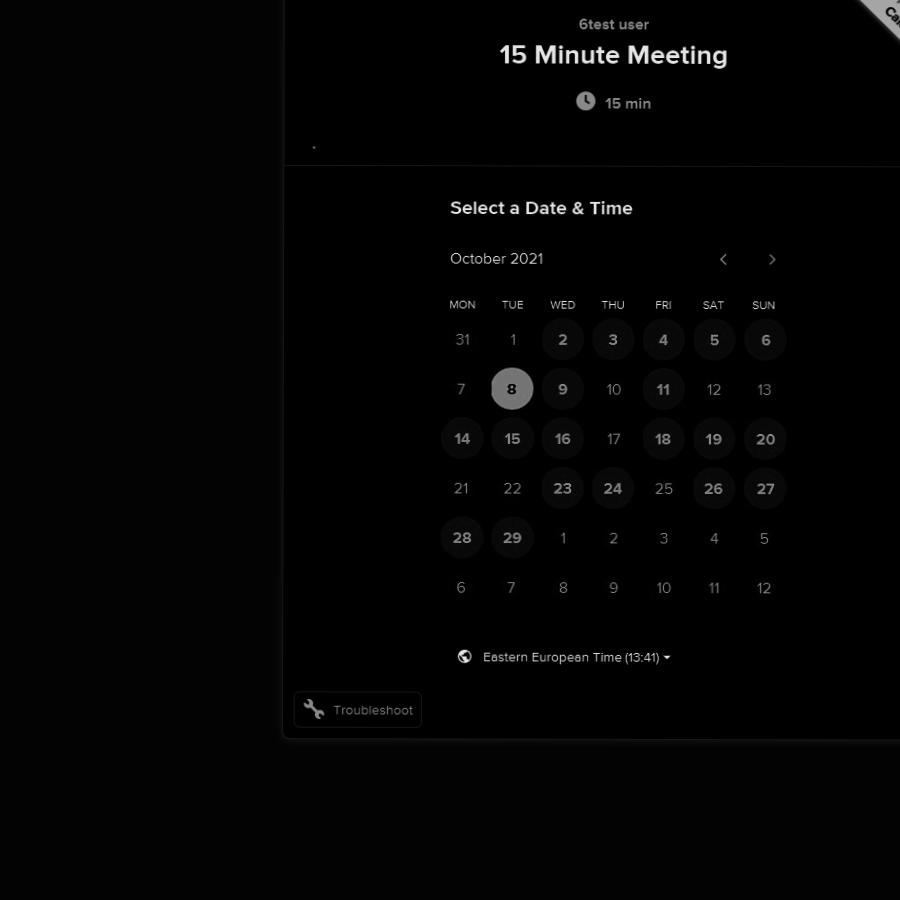 6test user
15 Minute Meeting
15 min
Select a Date & Time
October 2021
MON TUE WED THU FRI SAT SUN
31 1 2 3 4 5 6
7 8 9 10 11 12 13
14 15 16 17 18 19 20
21 22 23 24 25 26 27
28 29 1 2 3 4 5
6 7 8 9 10 11 12
Eastern European Time (13:41)
Troubleshoot